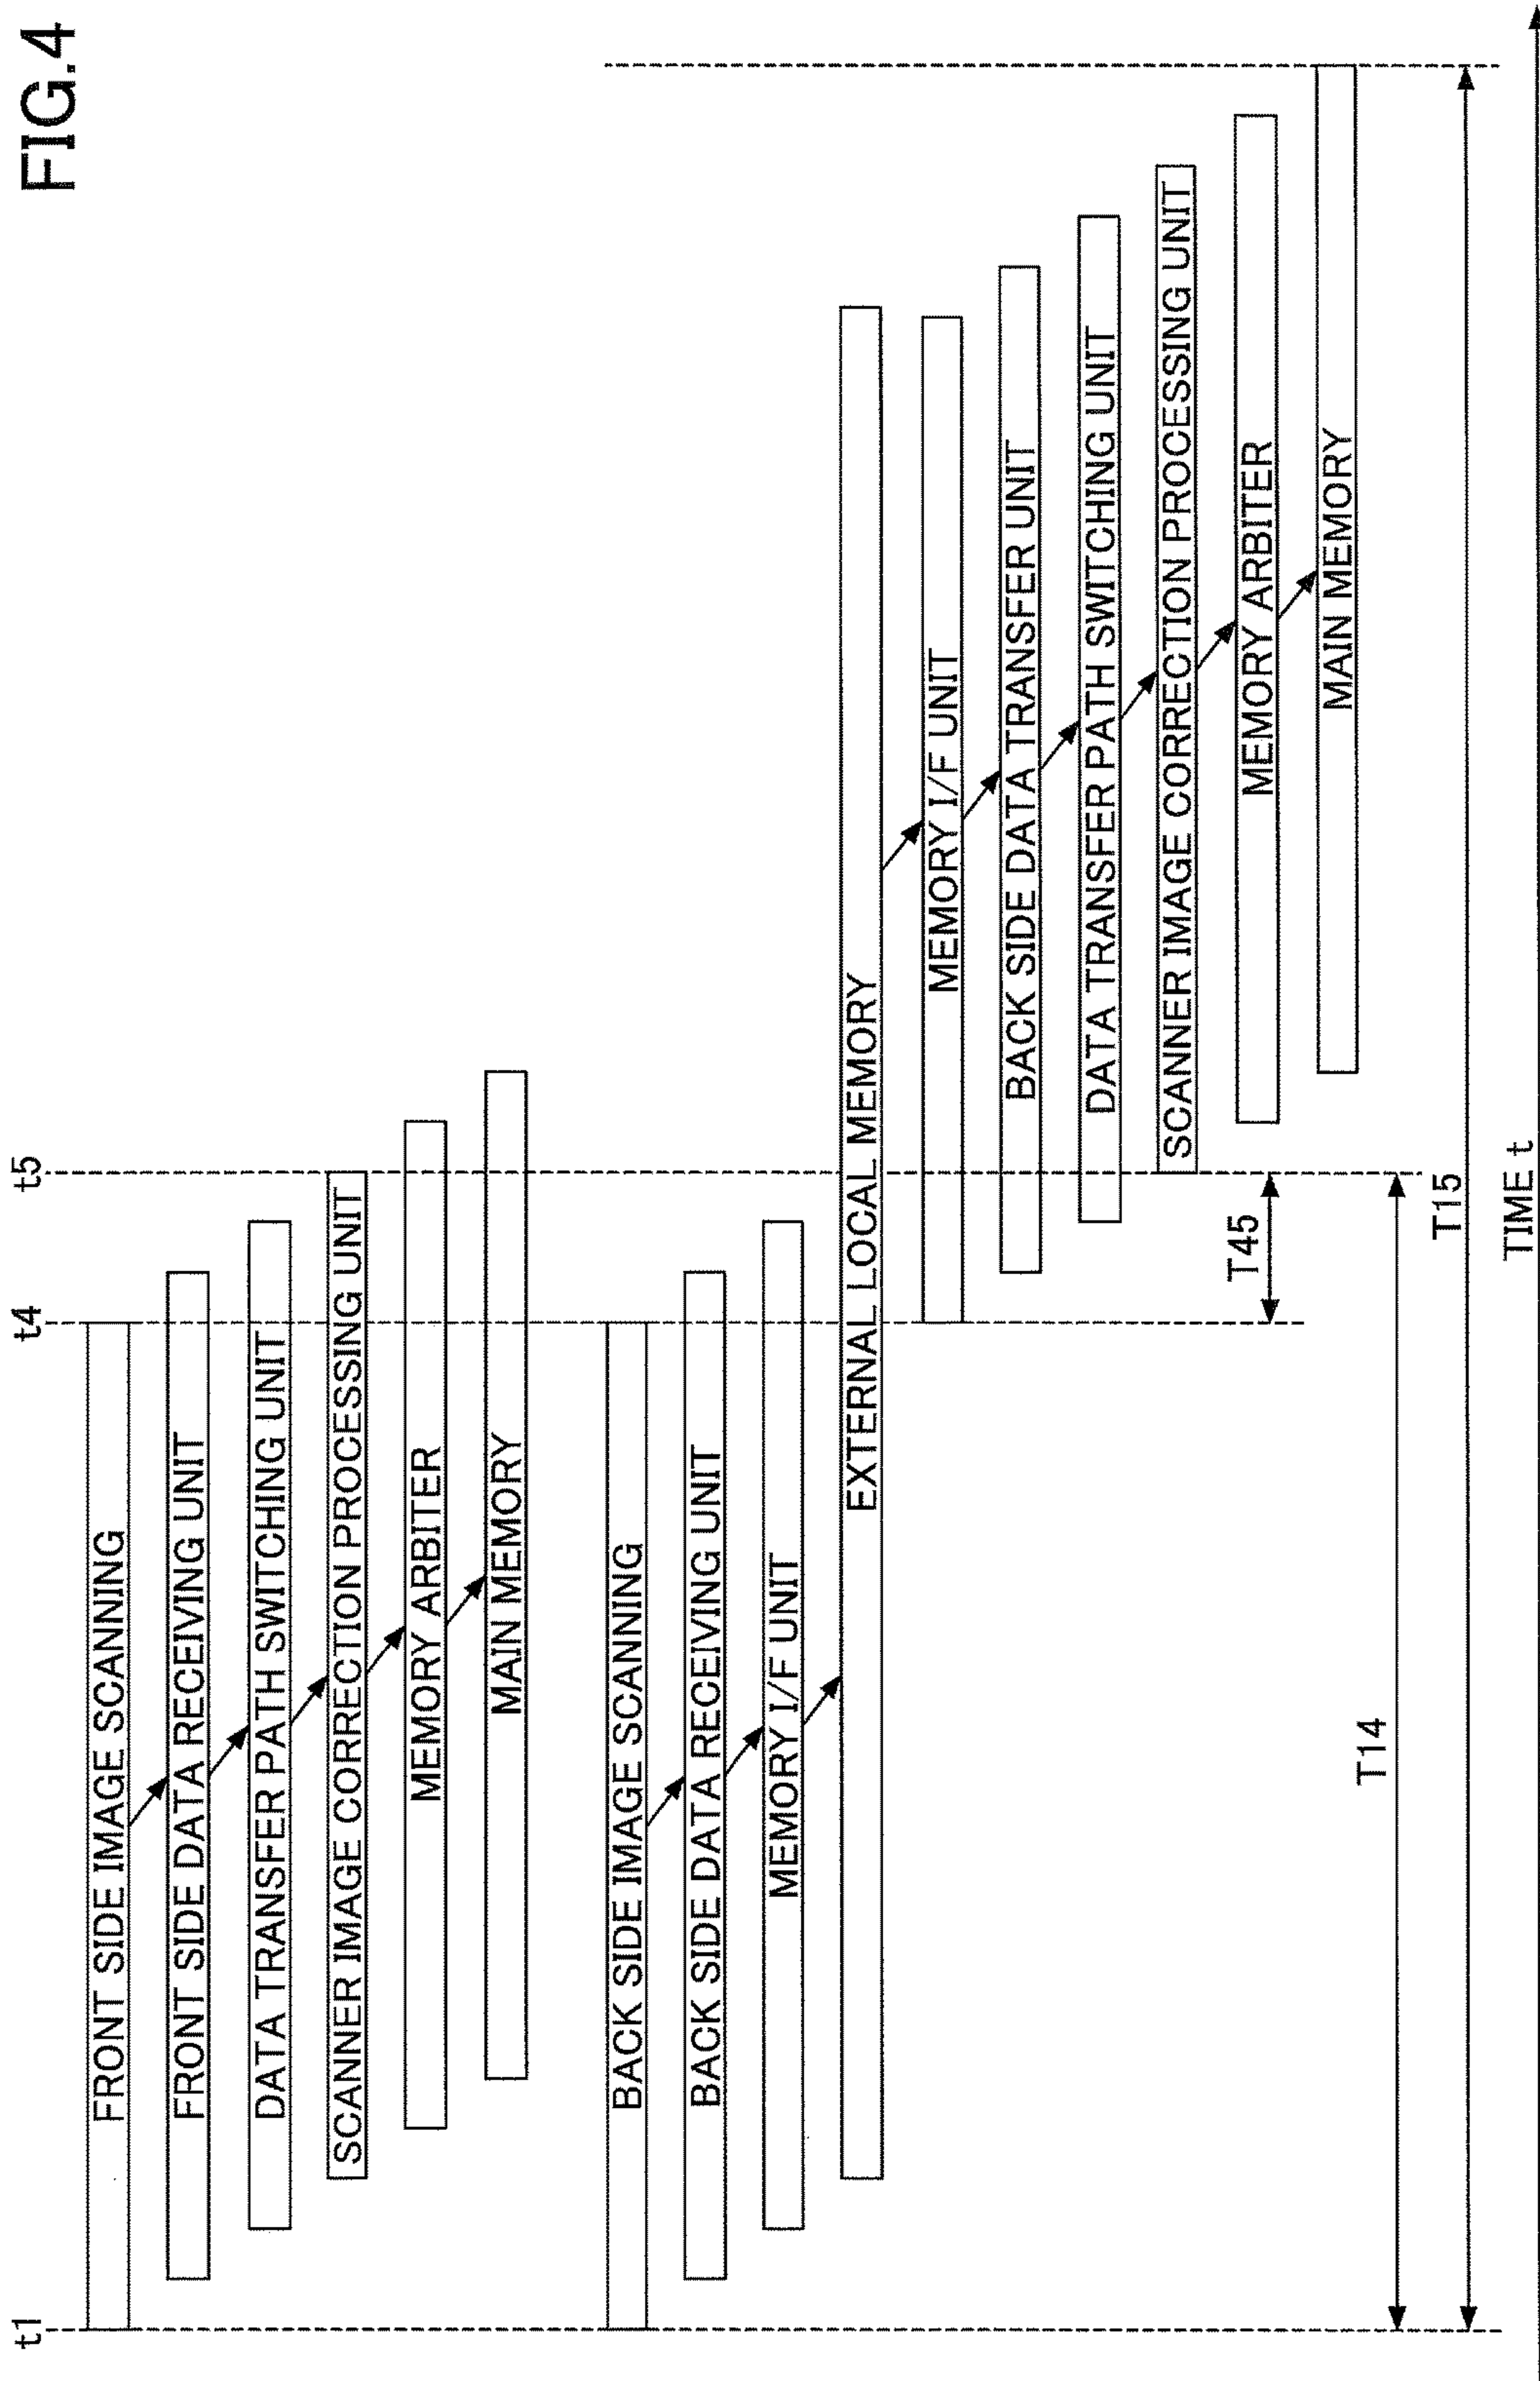 FIG.4
t1
t4
t5
FRONT SIDE IMAGE SCANNING
FRONT SIDE DATA RECEIVING UNIT
DATA TRANSFER PATH SWITCHING UNIT
SCANNER IMAGE CORRECTION PROCESSING UNIT
MEMORY ARBITER
MAIN MEMORY
BACK SIDE IMAGE SCANNING
BACK SIDE DATA RECEIVING UNIT
MEMORY I/F UNIT
EXTERNAL LOCAL MEMORY
MEMORY I/F UNIT
BACK SIDE DATA TRANSFER UNIT
DATA TRANSFER PATH SWITCHING UNIT
SCANNER IMAGE CORRECTION PROCESSING UNIT
MEMORY ARBITER
T45
MAIN MEMORY
T14
T15
TIME t